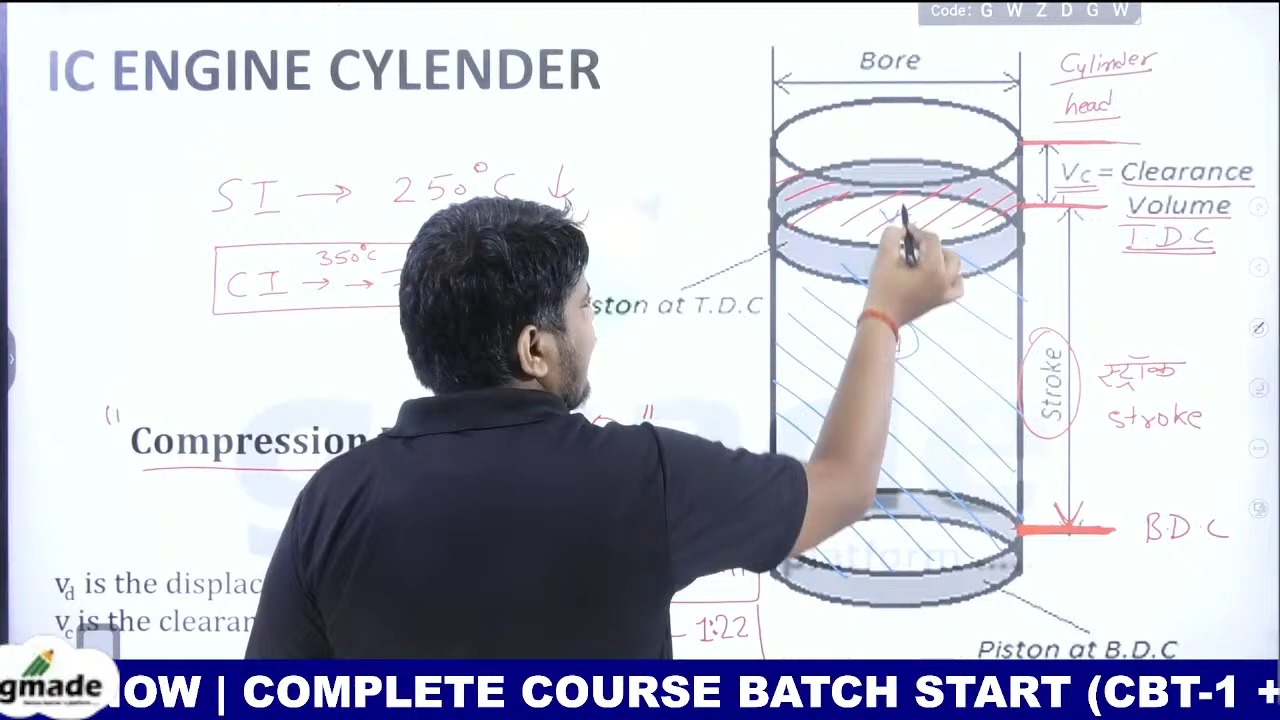 Code: G W Z D G W
IC ENGINE CYLENDER
Bore
Cylinder
head
SI → 250°C ↓
Vc = Clearance
Volume
T.D.C
350°C
CI → →
ston at T.D.C
Stroke
स्ट्रॉक
stroke
" Compression "
B.D.C
vd is the displac
vc is the clearan
1:22
Piston at B.D.C
gmade
NOW | COMPLETE COURSE BATCH START (CBT-1 +